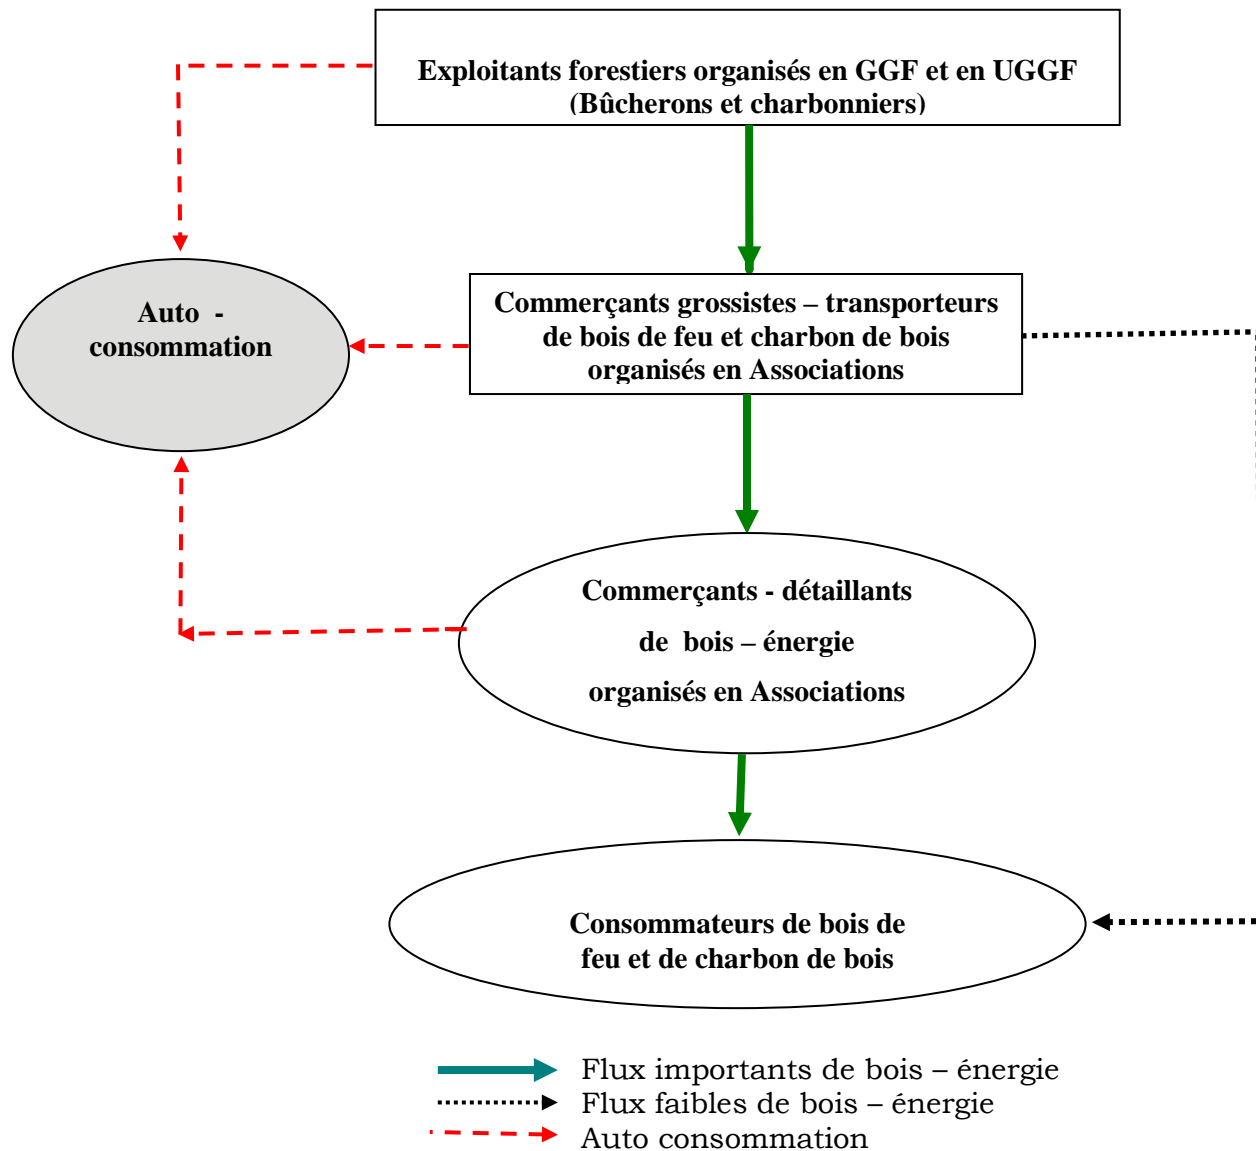 Exploitants forestiers organisés en GGF et en UGGF
(Bûcherons et charbonniers)
Auto -
consommation
Commerçants grossistes – transporteurs
de bois de feu et charbon de bois
organisés en Associations
Commerçants - détaillants
de bois – énergie
organisés en Associations
Consommateurs de bois de
feu et de charbon de bois
Flux importants de bois – énergie
Flux faibles de bois – énergie
Auto consommation